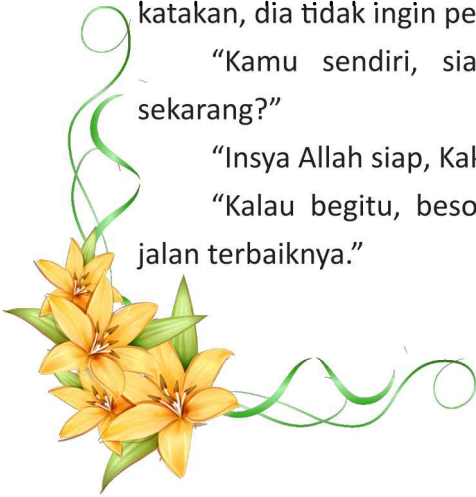 katakan, dia tidak ingin pe
“Kamu sendiri, sia
sekarang?”
“Insya Allah siap, Kak
“Kalau begitu, beso
jalan terbaiknya.”